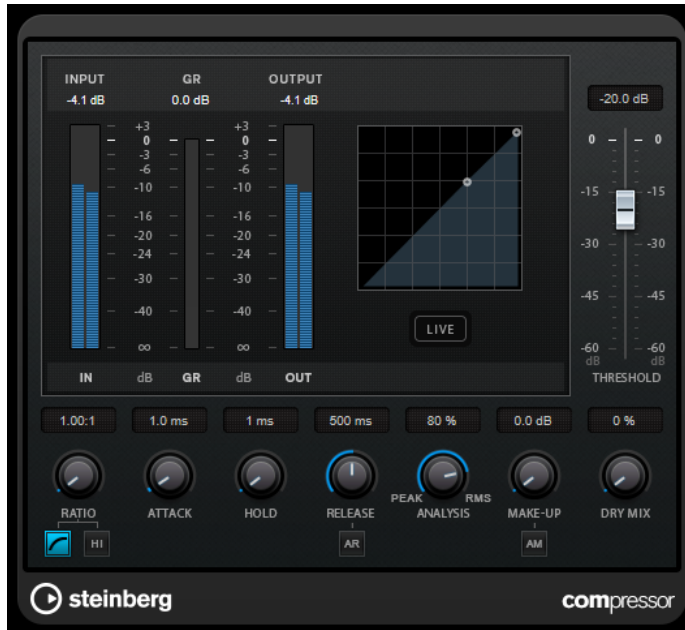 INPUT GR OUTPUT
-4.1 dB 0.0 dB -4.1 dB
-20.0 dB
+3 +3
0 0
-3 -3
-6 -6
-10 -10
-16 -16
-20 -20
-24 -24
-30 -30
-40 -40
∞ ∞
0 0
-15 -15
-30 -30
-45 -45
-60 -60
dB dB
LIVE
IN dB GR dB OUT
THRESHOLD
1.00:1 1.0 ms 1 ms 500 ms 80 % 0.0 dB 0 %
PEAK RMS
RATIO ATTACK HOLD RELEASE ANALYSIS MAKE-UP DRY MIX
HI AR AM
steinberg compressor